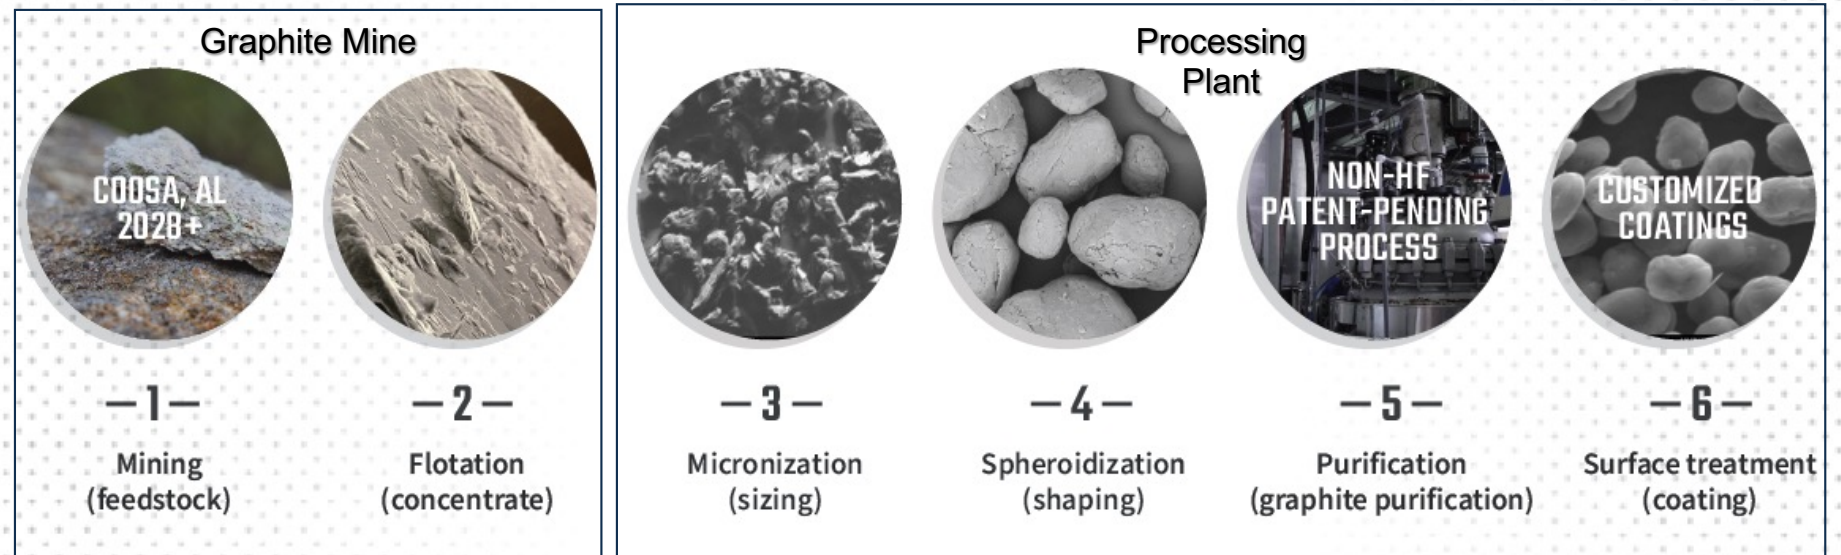 Graphite Mine
Processing
Plant
COOSA, AL
2028+
NON-HF
PATENT-PENDING
PROCESS
CUSTOMIZED
COATINGS
— 1 —
— 2 —
— 3 —
— 4 —
— 5 —
— 6 —
Mining
(feedstock)
Flotation
(concentrate)
Micronization
(sizing)
Spheroidization
(shaping)
Purification
(graphite purification)
Surface treatment
(coating)